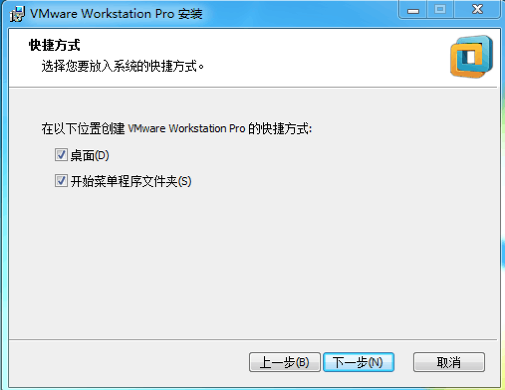 VMware Workstation Pro 安装
快捷方式
选择您要放入系统的快捷方式。
在以下位置创建 VMware Workstation Pro 的快捷方式:
桌面(D)
开始菜单程序文件夹(S)
上一步(B) 下一步(N) 取消